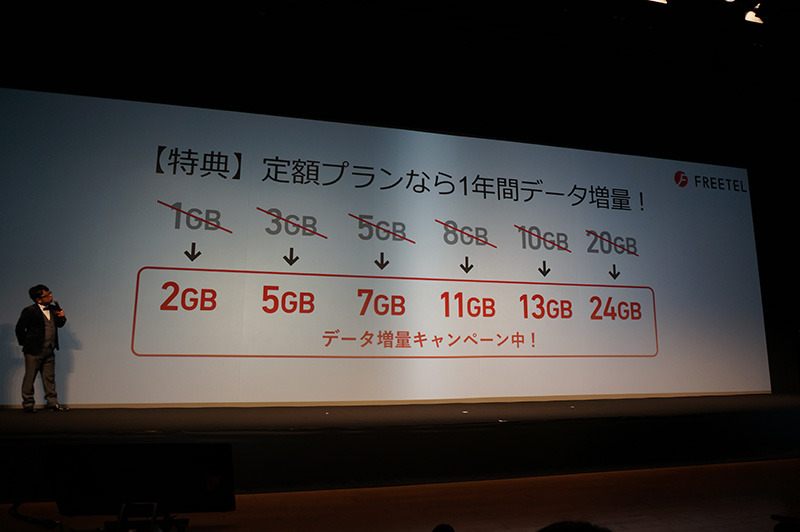 【特典】定額プランなら1年間データ増量！
FREETEL
1GB 3GB 5GB 8GB 10GB 20GB
↓ ↓ ↓ ↓ ↓ ↓
2GB 5GB 7GB 11GB 13GB 24GB
データ増量キャンペーン中！